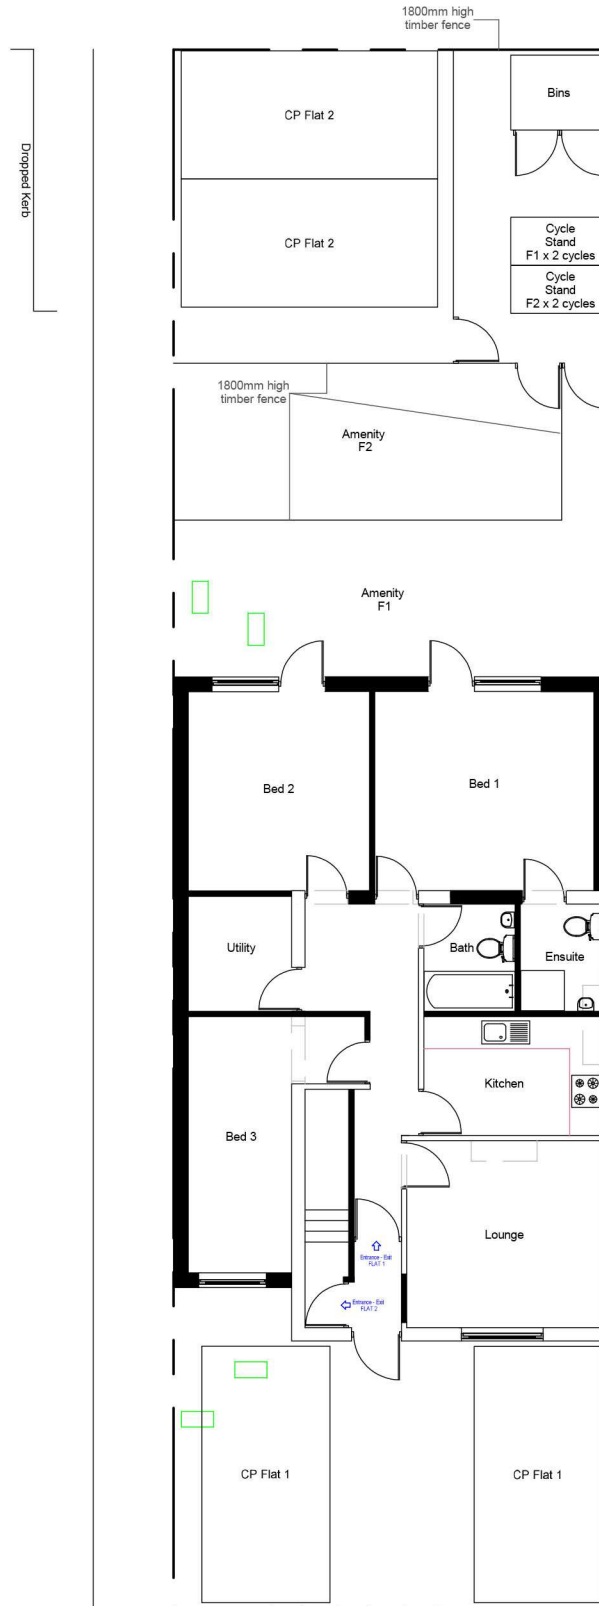 1800mm high
timber fence
CP Flat 2
Bins
Dropped Kerb
CP Flat 2
Cycle
Stand
F1 x 2 cycles
Cycle
Stand
F2 x 2 cycles
1800mm high
timber fence
Amenity
F2
Amenity
F1
Bed 2
Bed 1
Utility
Bath
Ensuite
Kitchen
Bed 3
Lounge
Entrance - Exit
FLAT 1
Entrance - Exit
FLAT 2
CP Flat 1
CP Flat 1